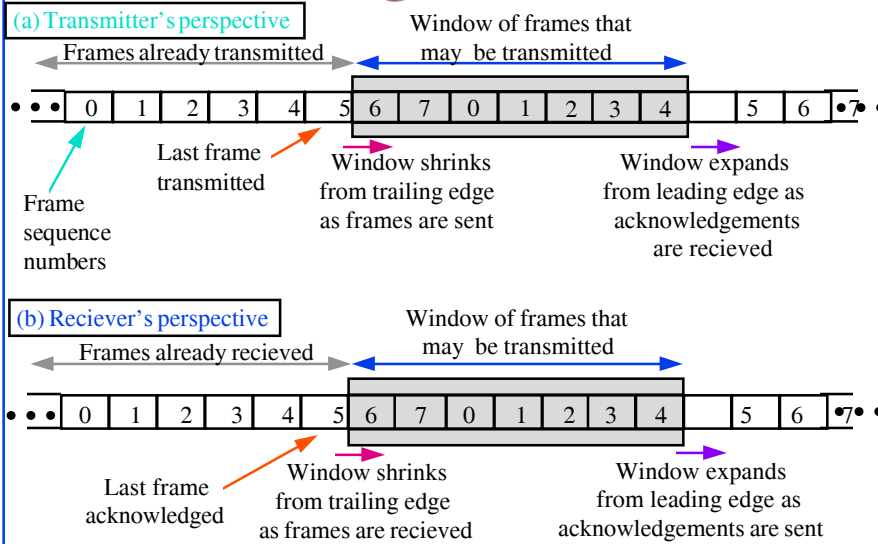 (a) Transmitter's perspective
Window of frames that
may be transmitted
Frames already transmitted
• • • 0 1 2 3 4 5 6 7 0 1 2 3 4 5 6 7 • •
Last frame
transmitted
Window shrinks
from trailing edge
as frames are sent
Window expands
from leading edge as
acknowledgements
are recieved
Frame
sequence
numbers
(b) Reciever's perspective
Window of frames that
may be transmitted
Frames already recieved
• • • 0 1 2 3 4 5 6 7 0 1 2 3 4 5 6 7 • • •
Last frame
acknowledged
Window shrinks
from trailing edge
as frames are recieved
Window expands
from leading edge as
acknowledgements are sent